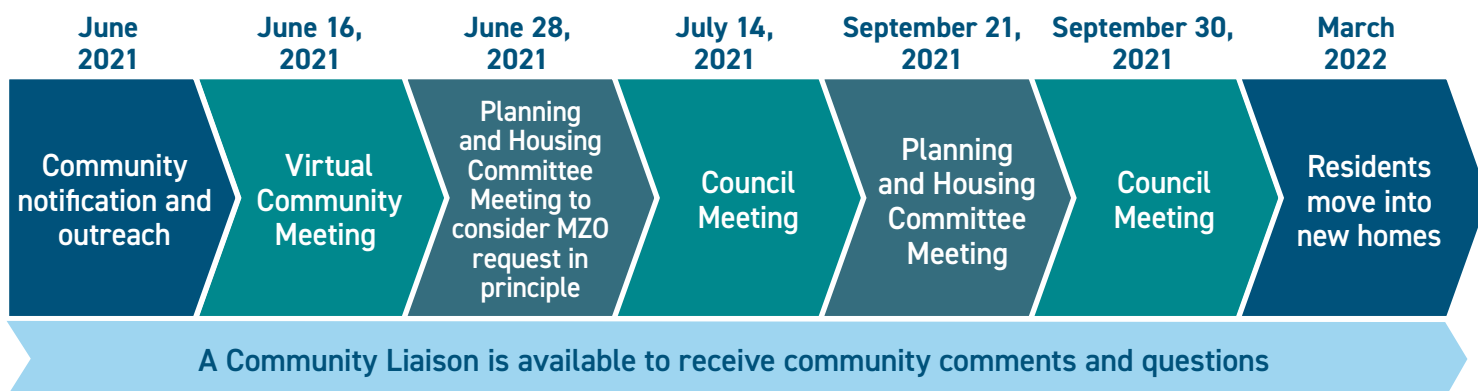 June
2021
June 16,
2021
June 28,
2021
July 14,
2021
September 21,
2021
September 30,
2021
March
2022
Community
notification and
outreach
Virtual
Community
Meeting
Planning
and Housing
Committee
Meeting to
consider MZO
request in
principle
Council
Meeting
Planning
and Housing
Committee
Meeting
Council
Meeting
Residents
move into
new homes
A Community Liaison is available to receive community comments and questions